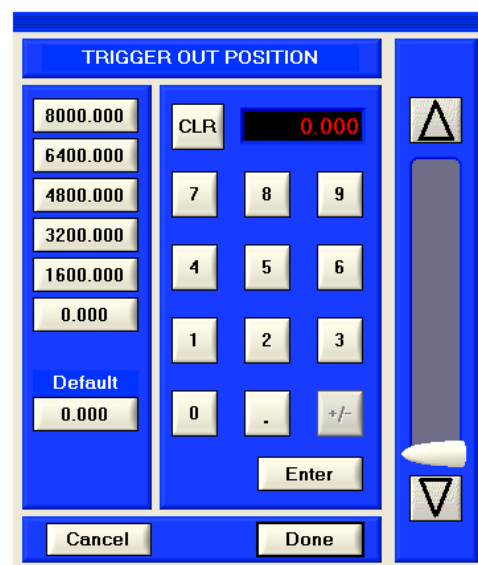 TRIGGER OUT POSITION
8000.000
6400.000
4800.000
3200.000
1600.000
0.000
Default
0.000
CLR 0.000
7 8 9
4 5 6
1 2 3
0 . +/-
Enter
Cancel Done